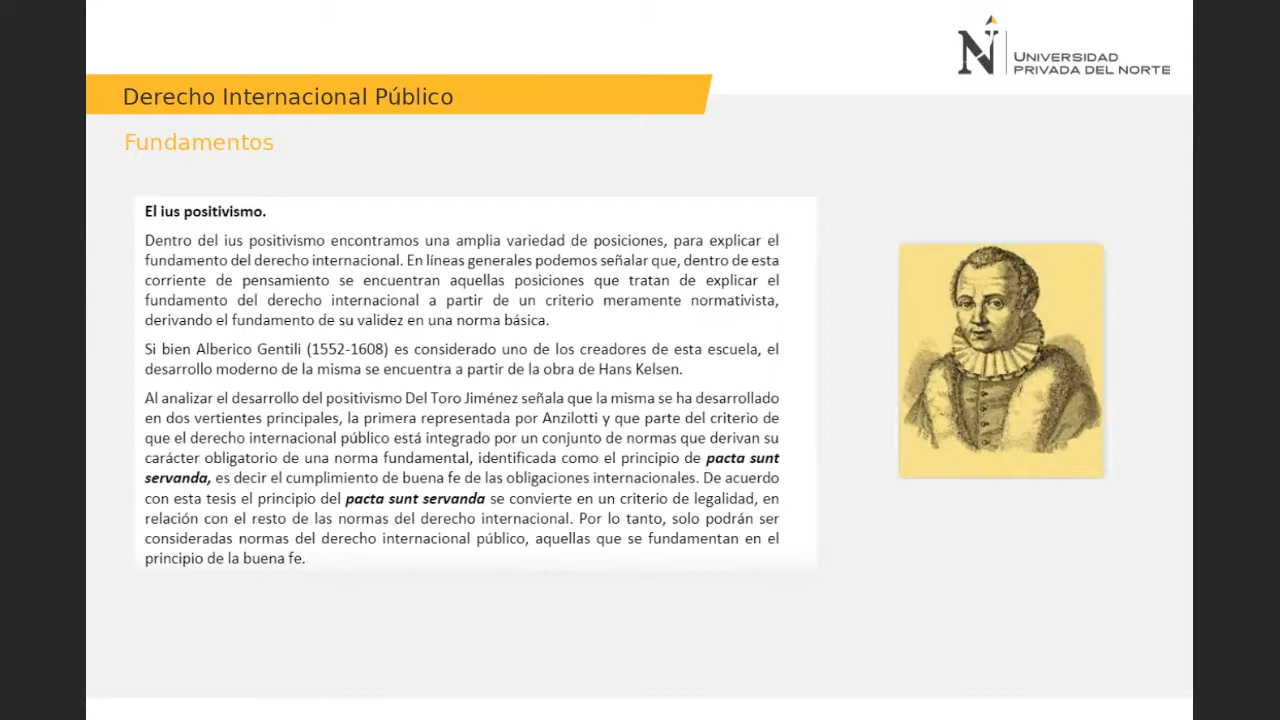 N
UNIVERSIDAD
PRIVADA DEL NORTE
Derecho Internacional Público
Fundamentos
El ius positivismo.
Dentro del ius positivismo encontramos una amplia variedad de posiciones, para explicar el
fundamento del derecho internacional. En líneas generales podemos señalar que, dentro de esta
corriente de pensamiento se encuentran aquellas posiciones que tratan de explicar el
fundamento del derecho internacional a partir de un criterio meramente normativista,
derivando el fundamento de su validez en una norma básica.
Si bien Alberico Gentili (1552-1608) es considerado uno de los creadores de esta escuela, el
desarrollo moderno de la misma se encuentra a partir de la obra de Hans Kelsen.
Al analizar el desarrollo del positivismo Del Toro Jiménez señala que la misma se ha desarrollado
en dos vertientes principales, la primera representada por Anzilotti y que parte del criterio de
que el derecho internacional público está integrado por un conjunto de normas que derivan su
carácter obligatorio de una norma fundamental, identificada como el principio de pacta sunt
servanda, es decir el cumplimiento de buena fe de las obligaciones internacionales. De acuerdo
con esta tesis el principio del pacta sunt servanda se convierte en un criterio de legalidad, en
relación con el resto de las normas del derecho internacional. Por lo tanto, solo podrán ser
consideradas normas del derecho internacional público, aquellas que se fundamentan en el
principio de la buena fe.